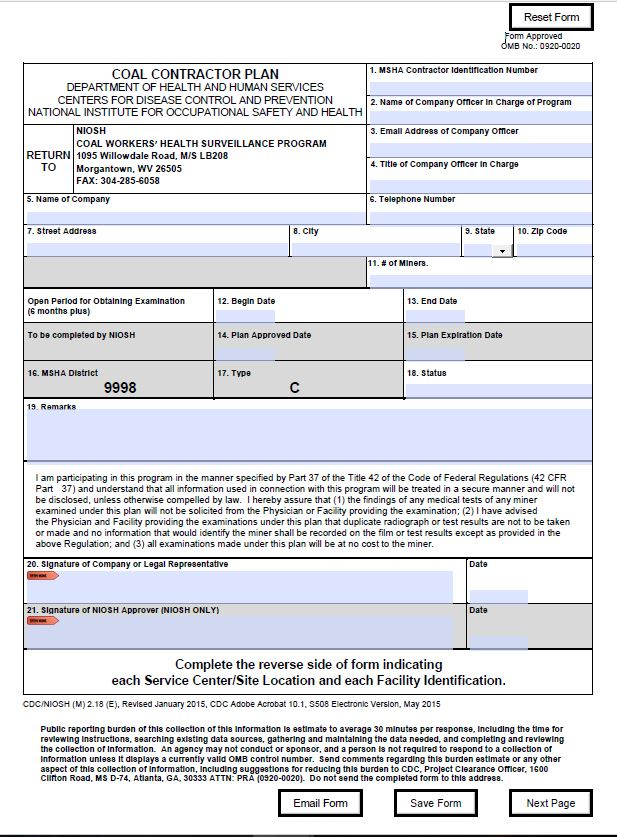 Reset Form
Form Approved
OMB No.: 0920-0020
COAL CONTRACTOR PLAN
DEPARTMENT OF HEALTH AND HUMAN SERVICES
CENTERS FOR DISEASE CONTROL AND PREVENTION
NATIONAL INSTITUTE FOR OCCUPATIONAL SAFETY AND HEALTH
RETURN
TO
NIOSH
COAL WORKERS' HEALTH SURVEILLANCE PROGRAM
1095 Willowdale Road, M/S LB208
Morgantown, WV 26505
FAX: 304-285-6058
1. MSHA Contractor Identification Number
2. Name of Company Officer in Charge of Program
3. Email Address of Company Officer
4. Title of Company Officer in Charge
5. Name of Company
6. Telephone Number
7. Street Address
8. City
9. State
10. Zip Code
11. # of Miners.
Open Period for Obtaining Examination
(6 months plus)
12. Begin Date
13. End Date
To be completed by NIOSH
14. Plan Approved Date
15. Plan Expiration Date
16. MSHA District
9998
17. Type
C
18. Status
19. Remarks
I am participating in this program in the manner specified by Part 37 of the Title 42 of the Code of Federal Regulations (42 CFR
Part 37) and understand that all information used in connection with this program will be treated in a secure manner and will not
be disclosed, unless otherwise compelled by law. I hereby assure that (1) the findings of any medical tests of any miner
examined under this plan will not be solicited from the Physician or Facility providing the examination; (2) I have advised
the Physician and Facility providing the examinations under this plan that duplicate radiograph or test results are not to be taken
or made and no information that would identify the miner shall be recorded on the film or test results except as provided in the
above Regulation; and (3) all examinations made under this plan will be at no cost to the miner.
20. Signature of Company or Legal Representative
Date
21. Signature of NIOSH Approver (NIOSH ONLY)
Date
Complete the reverse side of form indicating
each Service Center/Site Location and each Facility Identification.
CDC/NIOSH (M) 2.18 (E), Revised January 2015, CDC Adobe Acrobat 10.1, S508 Electronic Version, May 2015
Public reporting burden of this collection of this information is estimate to average 30 minutes per response, including the time for
reviewing instructions, searching existing data sources, gathering and maintaining the data needed, and completing and reviewing
the collection of information. An agency may not conduct or sponsor, and a person is not required to respond to a collection of
information unless it displays a currently valid OMB control number. Send comments regarding this burden estimate or any other
aspect of this collection of information, including suggestions for reducing this burden to CDC, Project Clearance Officer, 1600
Clifton Road, MS D-74, Atlanta, GA, 30333 ATTN: PRA (0920-0020). Do not send the completed form to this address.
Email Form
Save Form
Next Page